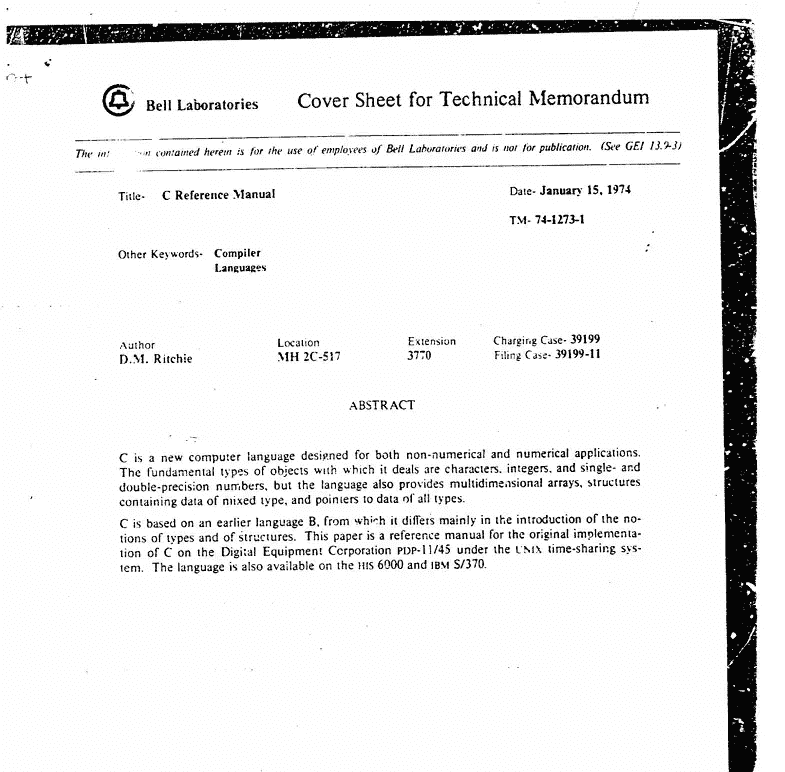 Bell Laboratories Cover Sheet for Technical Memorandum
contained herein is for the use of employees of Bell Laboratories and is not for publication. (See GEI 13.9-3)
Title- C Reference Manual Date- January 15, 1974
TM- 74-1273-1
Other Keywords- Compiler
Languages
Author Location Extension Charging Case- 39199
D.M. Ritchie MH 2C-517 3770 Filing Case- 39199-11
ABSTRACT
C is a new computer language designed for both non-numerical and numerical applications.
The fundamental types of objects with which it deals are characters, integers, and single- and
double-precision numbers, but the language also provides multidimensional arrays, structures
containing data of mixed type, and pointers to data of all types.
C is based on an earlier language B, from which it differs mainly in the introduction of the no-
tions of types and of structures. This paper is a reference manual for the original implementa-
tion of C on the Digital Equipment Corporation PDP-11/45 under the UNIX time-sharing sys-
tem. The language is also available on the HIS 6000 and IBM S/370.